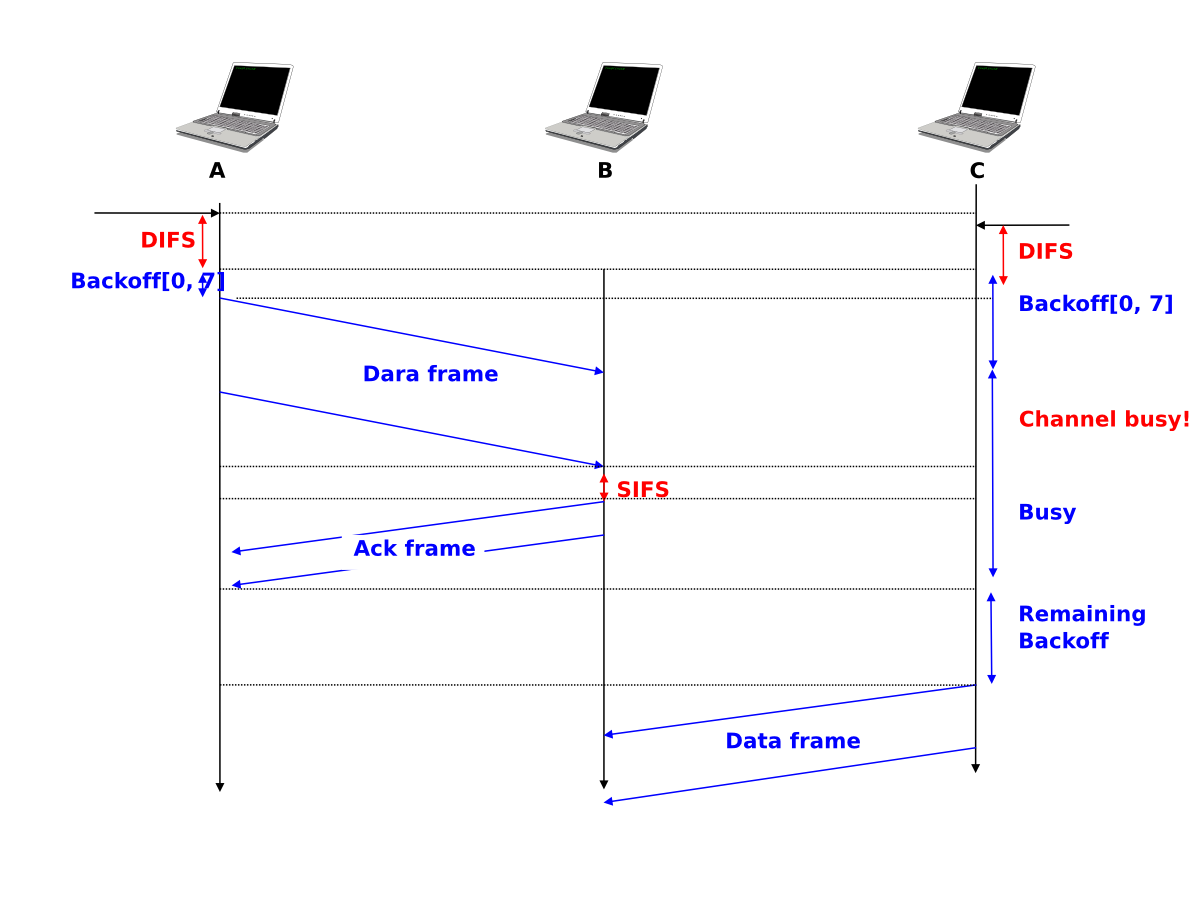 A
B
C
DIFS
DIFS
Backoff[0, 7]
Backoff[0, 7]
Dara frame
Channel busy!
SIFS
Busy
Ack frame
Remaining
Backoff
Data frame